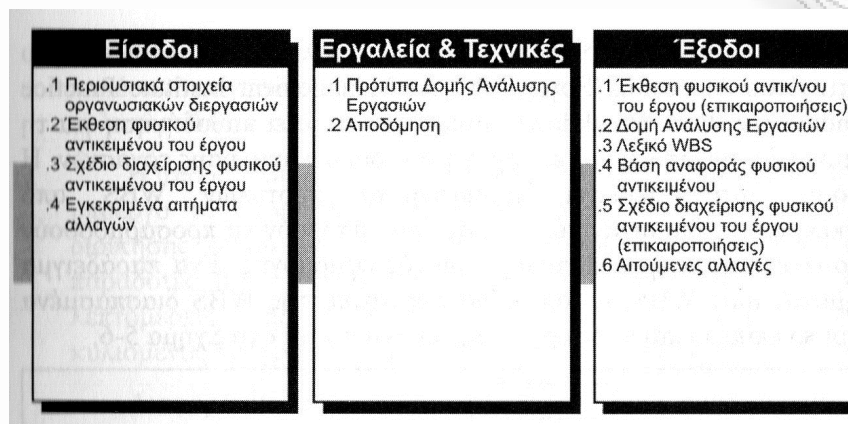 Είσοδοι
.1 Περιουσιακά στοιχεία
οργανωσιακών διεργασιών
.2 Έκθεση φυσικού
αντικειμένου του έργου
.3 Σχέδιο διαχείρισης φυσικού
αντικειμένου του έργου
.4 Εγκεκριμένα αιτήματα
αλλαγών
Εργαλεία & Τεχνικές
.1 Πρότυπα Δομής Ανάλυσης
Εργασιών
.2 Αποδόμηση
Έξοδοι
.1 Έκθεση φυσικού αντικ/νου
του έργου (επικαιροποιήσεις)
.2 Δομή Ανάλυσης Εργασιών
.3 Λεξικό WBS
.4 Βάση αναφοράς φυσικού
αντικειμένου
.5 Σχέδιο διαχείρισης φυσικού
αντικειμένου του έργου
(επικαιροποιήσεις)
.6 Αιτούμενες αλλαγές